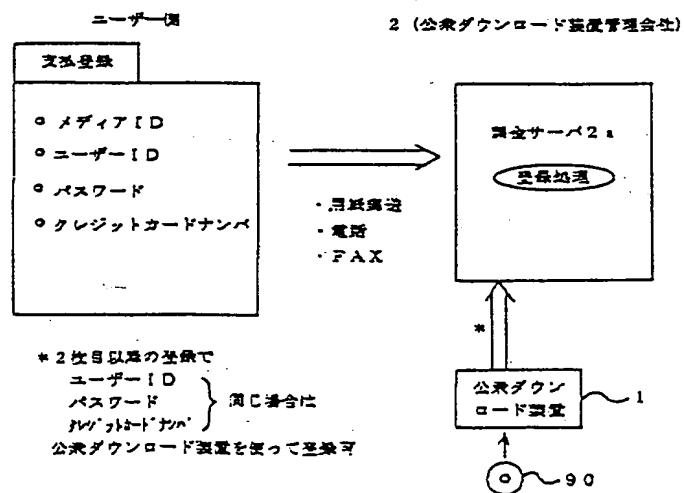 ユーザー側
2 (公衆ダウンロード装置管理会社)
支払登録
○ メディアID
○ ユーザーID
○ パスワード
○ クレジットカードナンバ
・用紙郵送
・電話
・FAX
課金サーバ2a
登録処理
*
*2枚目以降の登録で
ユーザーID
パスワード
クレジットカードナンバ
同じ場合は
公衆ダウンロード装置を使って登録可
公衆ダウン
ロード装置
1
90